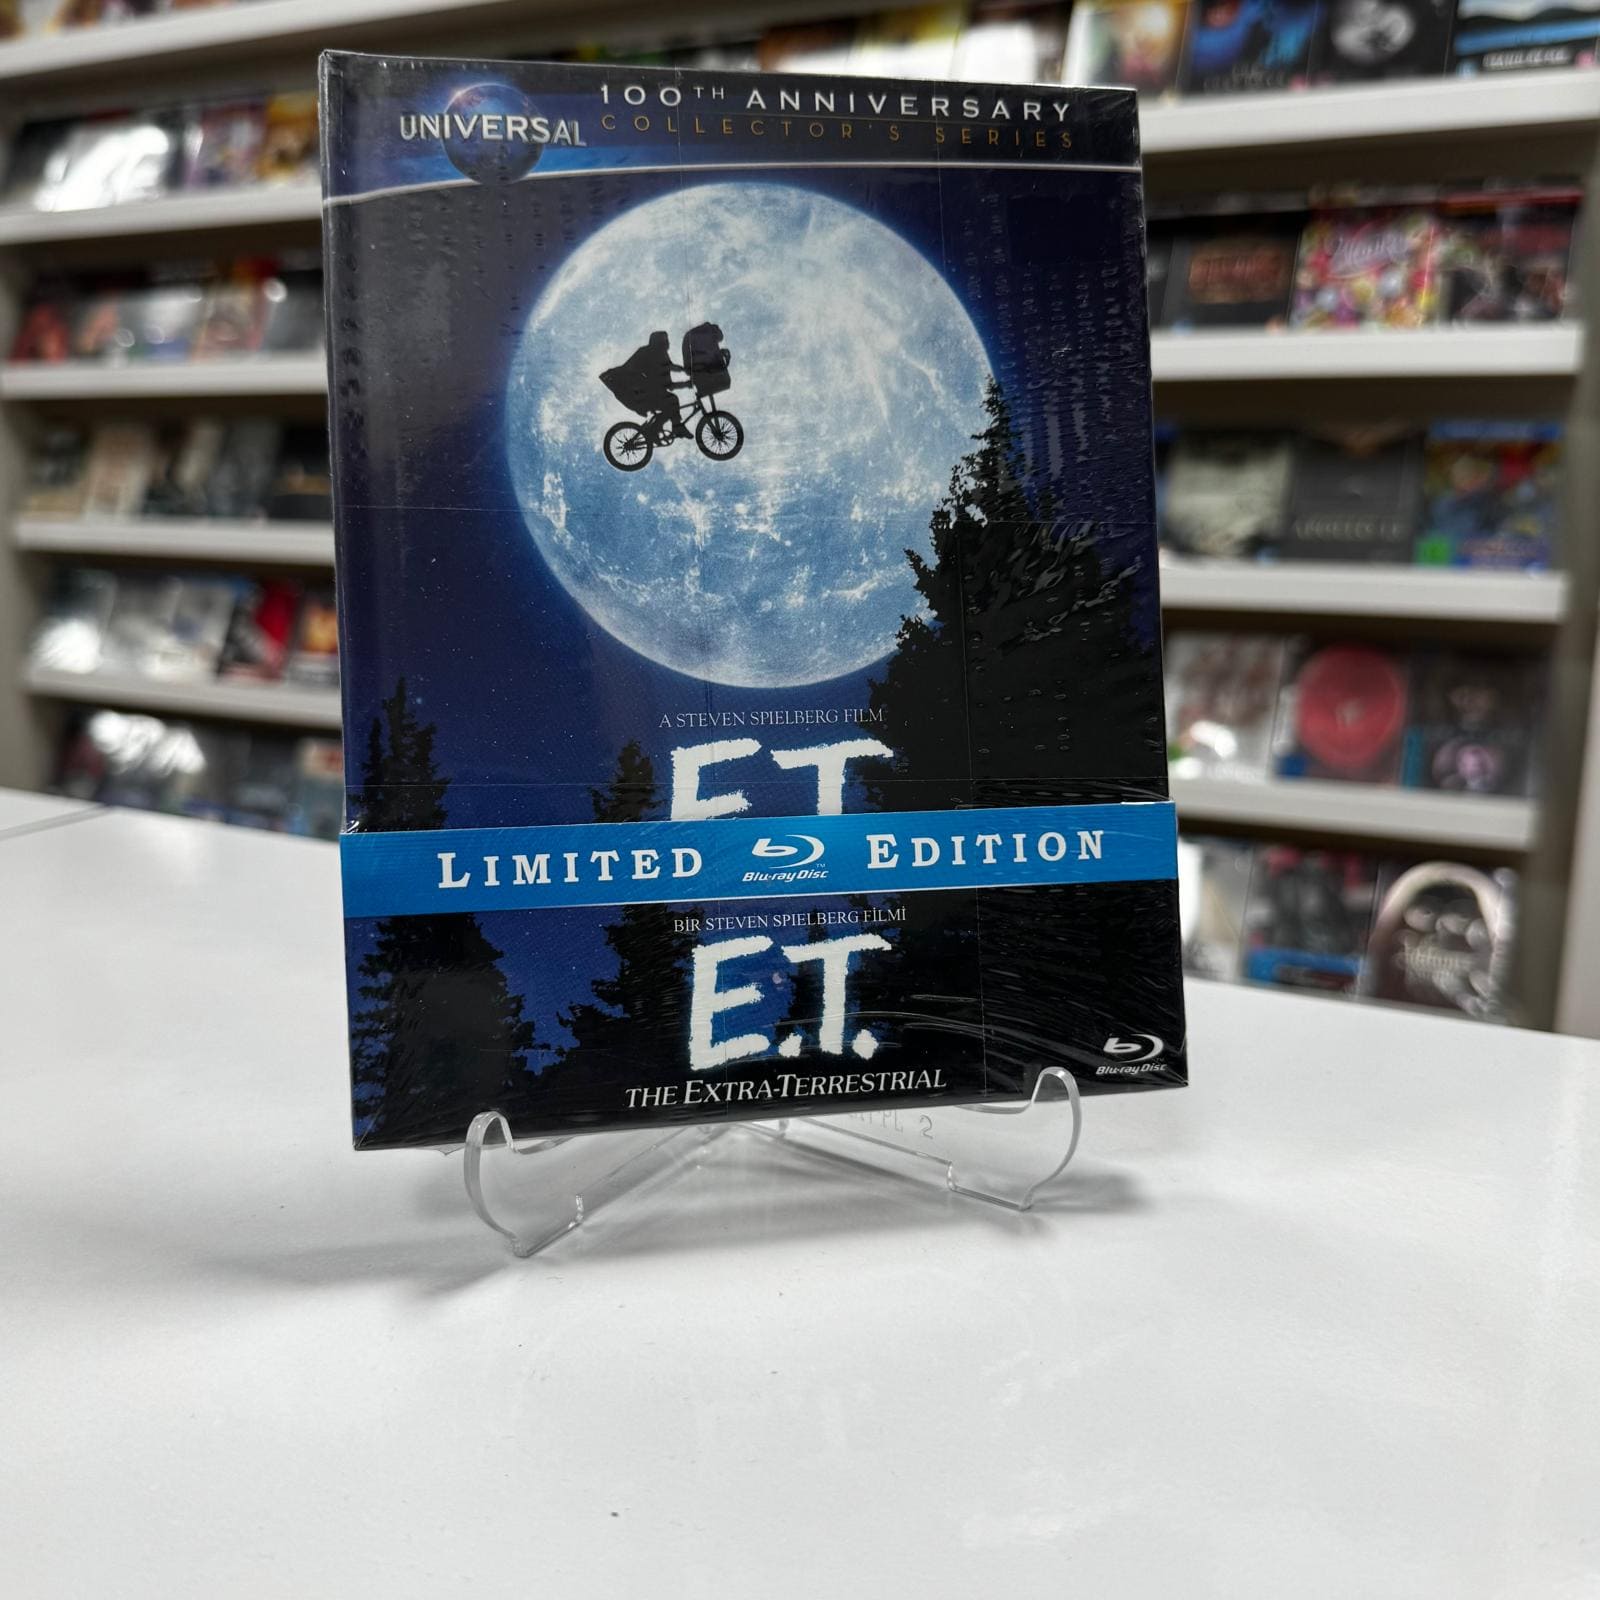 UNIVERSAL
100TH ANNIVERSARY
COLLECTOR'S SERIES
A STEVEN SPIELBERG FILM
E.T.
LIMITED Blu-ray Disc™ EDITION
BİR STEVEN SPIELBERG FİLMİ
E.T.
THE EXTRA-TERRESTRIAL
Blu-ray Disc